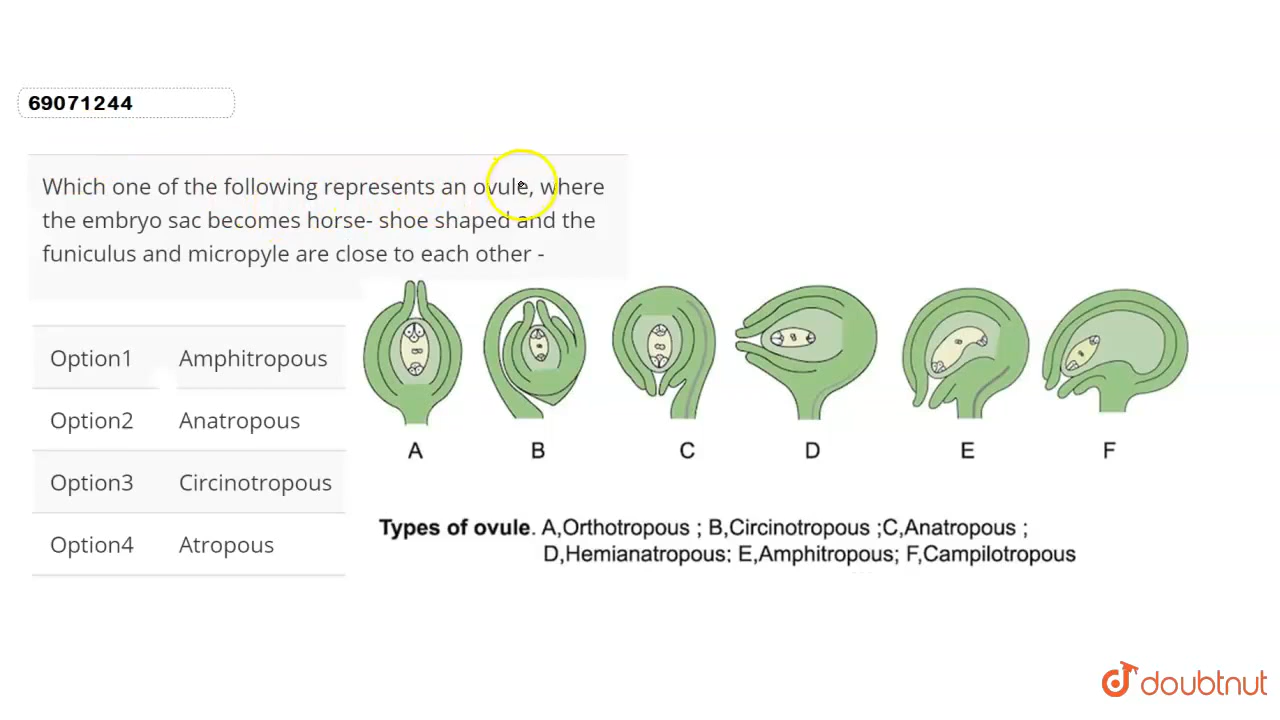 69071244
Which one of the following represents an ovule, where
the embryo sac becomes horse- shoe shaped and the
funiculus and micropyle are close to each other -
Option1 Amphitropous
Option2 Anatropous
Option3 Circinotropous
Option4 Atropous
A B C D E F
Types of ovule. A,Orthotropous ; B,Circinotropous ;C,Anatropous ;
D,Hemianatropous; E,Amphitropous; F,Campilotropous
doubtnut